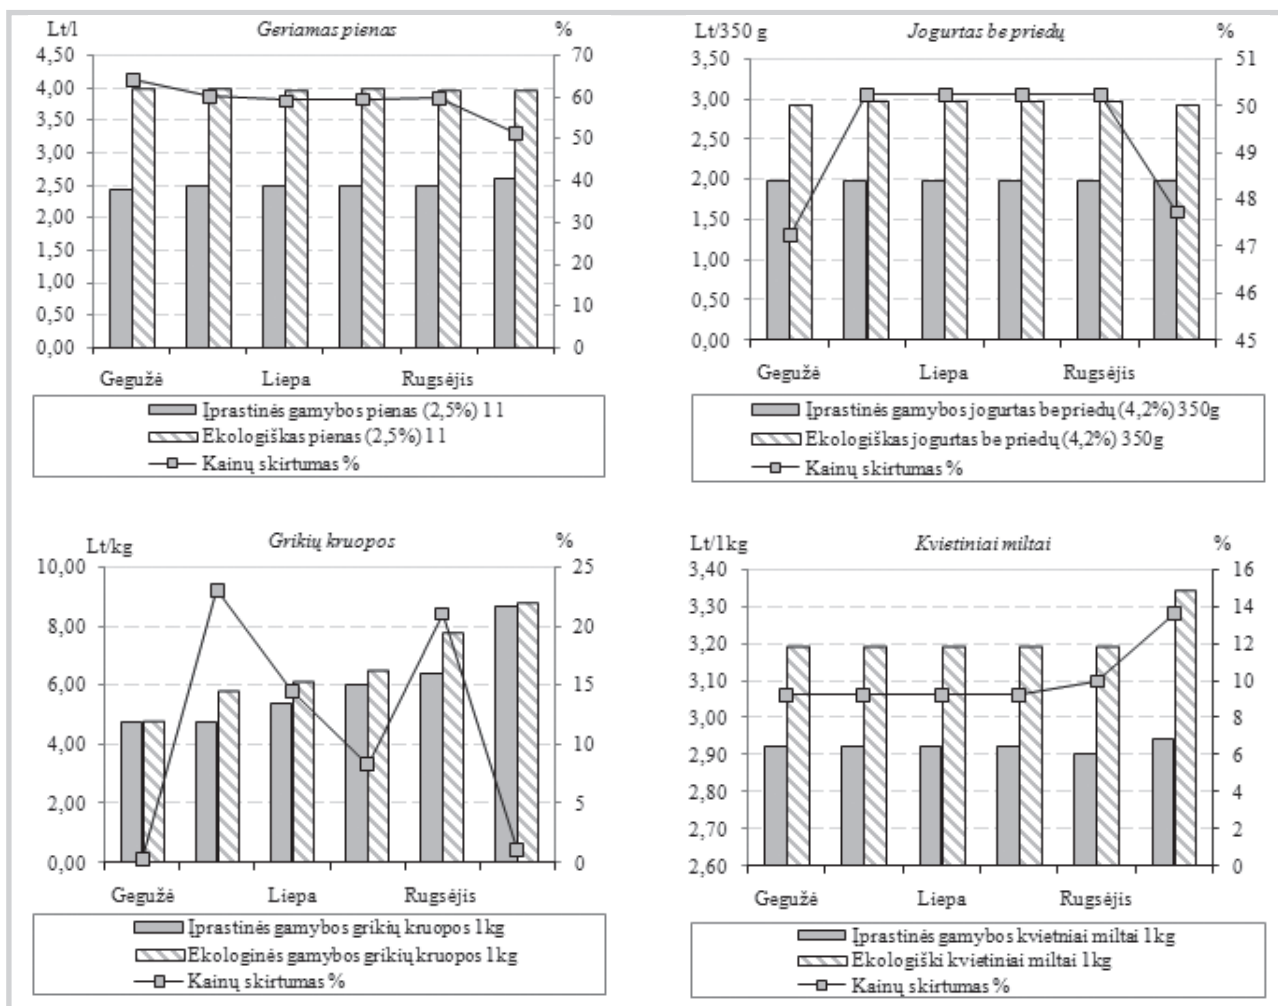 Lt/l Geriamas pienas %
4,50 70
4,00 60
3,50 50
3,00
2,50 40
2,00 30
1,50 20
1,00
0,50 10
0,00 0
Gegužė Liepa Rugsėjis
Įprastinės gamybos pienas (2,5%) 1l
Ekologiškas pienas (2,5%) 1l
Kainų skirtumas %
Lt/350 g Jogurtas be priedų %
3,50 51
3,00 50
2,50 49
2,00 48
1,50 47
1,00 46
0,50
0,00 45
Gegužė Liepa Rugsėjis
Įprastinės gamybos jogurtas be priedų (4,2%) 350g
Ekologiškas jogurtas be priedų (4,2%) 350g
Kainų skirtumas %
Lt/kg Grikių kruopos %
10,00 25
8,00 20
6,00 15
4,00 10
2,00 5
0,00 0
Gegužė Liepa Rugsėjis
Įprastinės gamybos grikių kruopos 1kg
Ekologinės gamybos grikių kruopos 1kg
Kainų skirtumas %
Lt/1kg Kvietiniai miltai %
3,40 16
3,30 14
3,20 12
3,10 10
3,00 8
2,90 6
2,80 4
2,70 2
2,60 0
Gegužė Liepa Rugsėjis
Įprastinės gamybos kvietniai miltai 1kg
Ekologiški kvietiniai miltai 1kg
Kainų skirtumas %